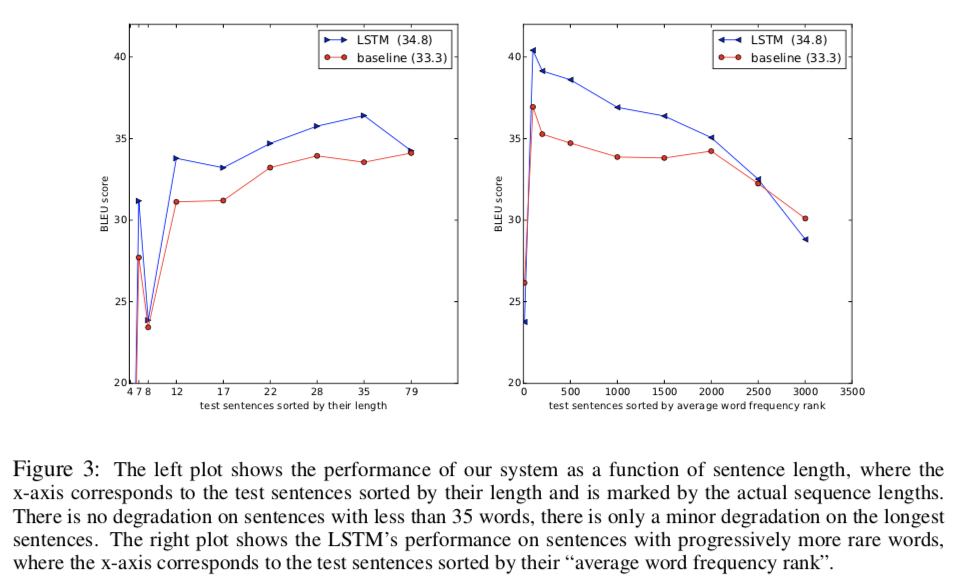 LSTM (34.8)
baseline (33.3)
40
35
30
25
20
BLEU score
4 7 8 12 17 22 28 35 79
test sentences sorted by their length
LSTM (34.8)
baseline (33.3)
40
35
30
25
20
BLEU score
0 500 1000 1500 2000 2500 3000 3500
test sentences sorted by average word frequency rank
Figure 3: The left plot shows the performance of our system as a function of sentence length, where the
x-axis corresponds to the test sentences sorted by their length and is marked by the actual sequence lengths.
There is no degradation on sentences with less than 35 words, there is only a minor degradation on the longest
sentences. The right plot shows the LSTM’s performance on sentences with progressively more rare words,
where the x-axis corresponds to the test sentences sorted by their “average word frequency rank”.